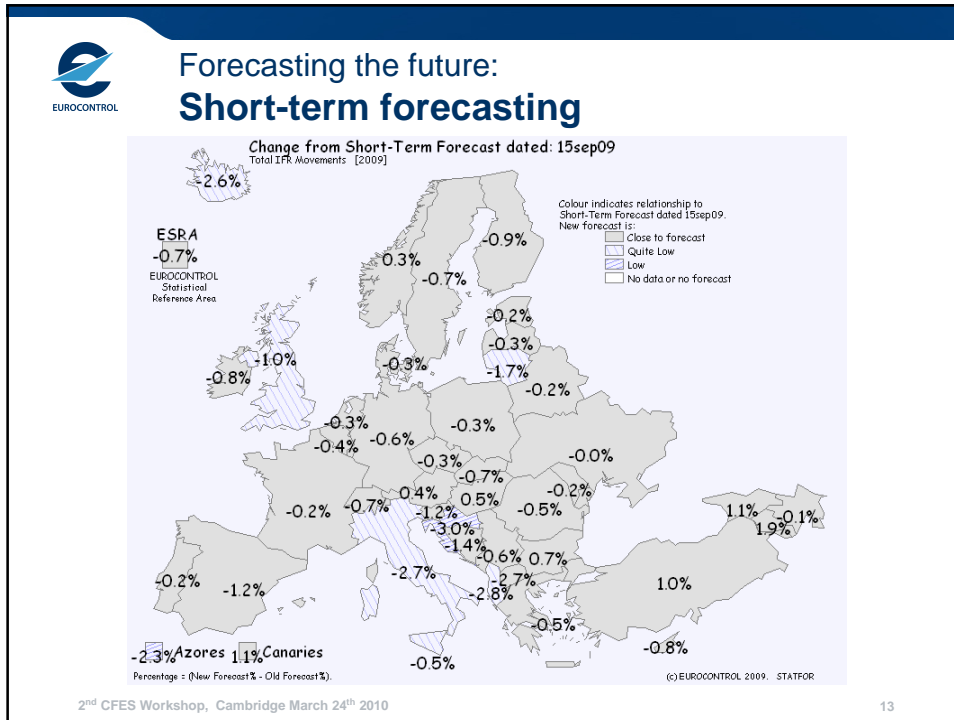 EUROCONTROL
Forecasting the future:
Short-term forecasting
Change from Short-Term Forecast dated: 15sep09
Total IFR Movements [2009]
-2.6%
Colour indicates relationship to
Short-Term Forecast dated 15sep09.
New forecast is:
Close to forecast
Quite Low
Low
No data or no forecast
ESRA
-0.7%
EUROCONTROL
Statistical
Reference Area
-0.9%
0.3%
-0.7%
-0.2%
-0.3%
-1.0%
-0.3%
-1.7%
-0.8%
-0.2%
-0.3%
-0.3%
-0.6%
-0.4%
-0.0%
-0.3%
-0.7%
-0.2%
0.4%
0.5%
-0.7%
-0.2%
-0.5%
-1.2%
1.1%
-0.1%
-3.0%
1.9%
-1.4%
-0.6%
0.7%
-2.7%
-2.7%
-0.2%
-1.2%
1.0%
-2.8%
-0.5%
-0.8%
-2.3% Azores
1.1% Canaries
-0.5%
Percentage = (New Forecast% - Old Forecast%).
(c) EUROCONTROL 2009. STATFOR
2nd CFES Workshop, Cambridge March 24th 2010
13